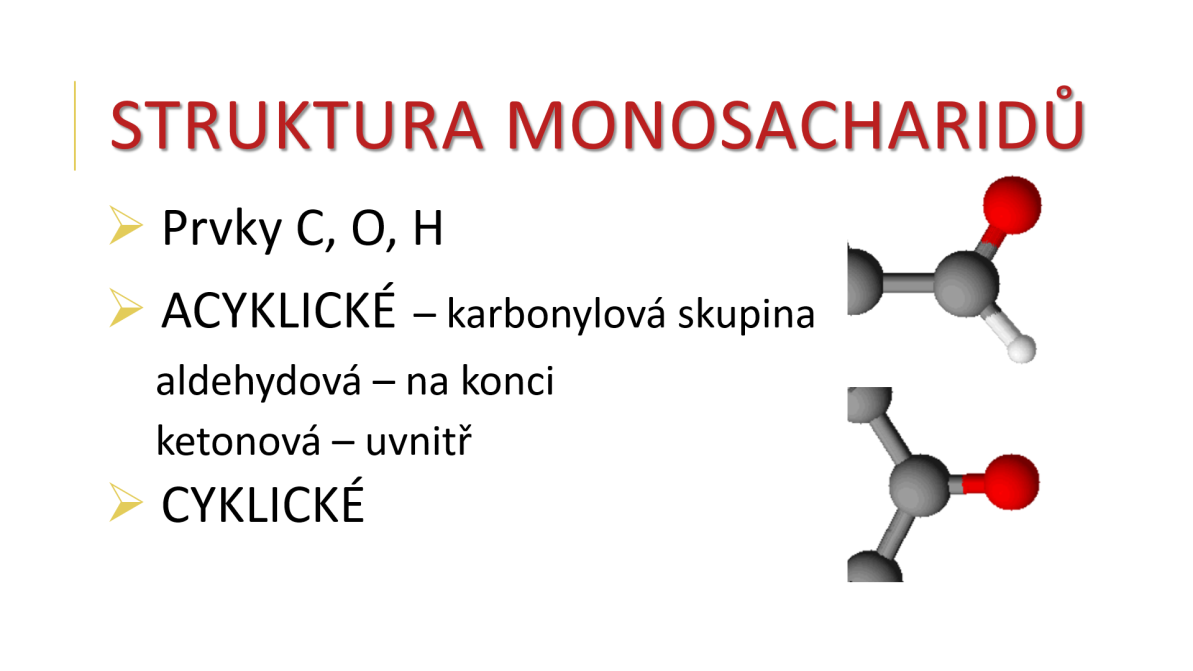 STRUKTURA MONOSACHARIDŮ
Prvky C, O, H
ACYKLICKÉ – karbonylová skupina
aldehydová – na konci
ketonová – uvnitř
CYKLICKÉ